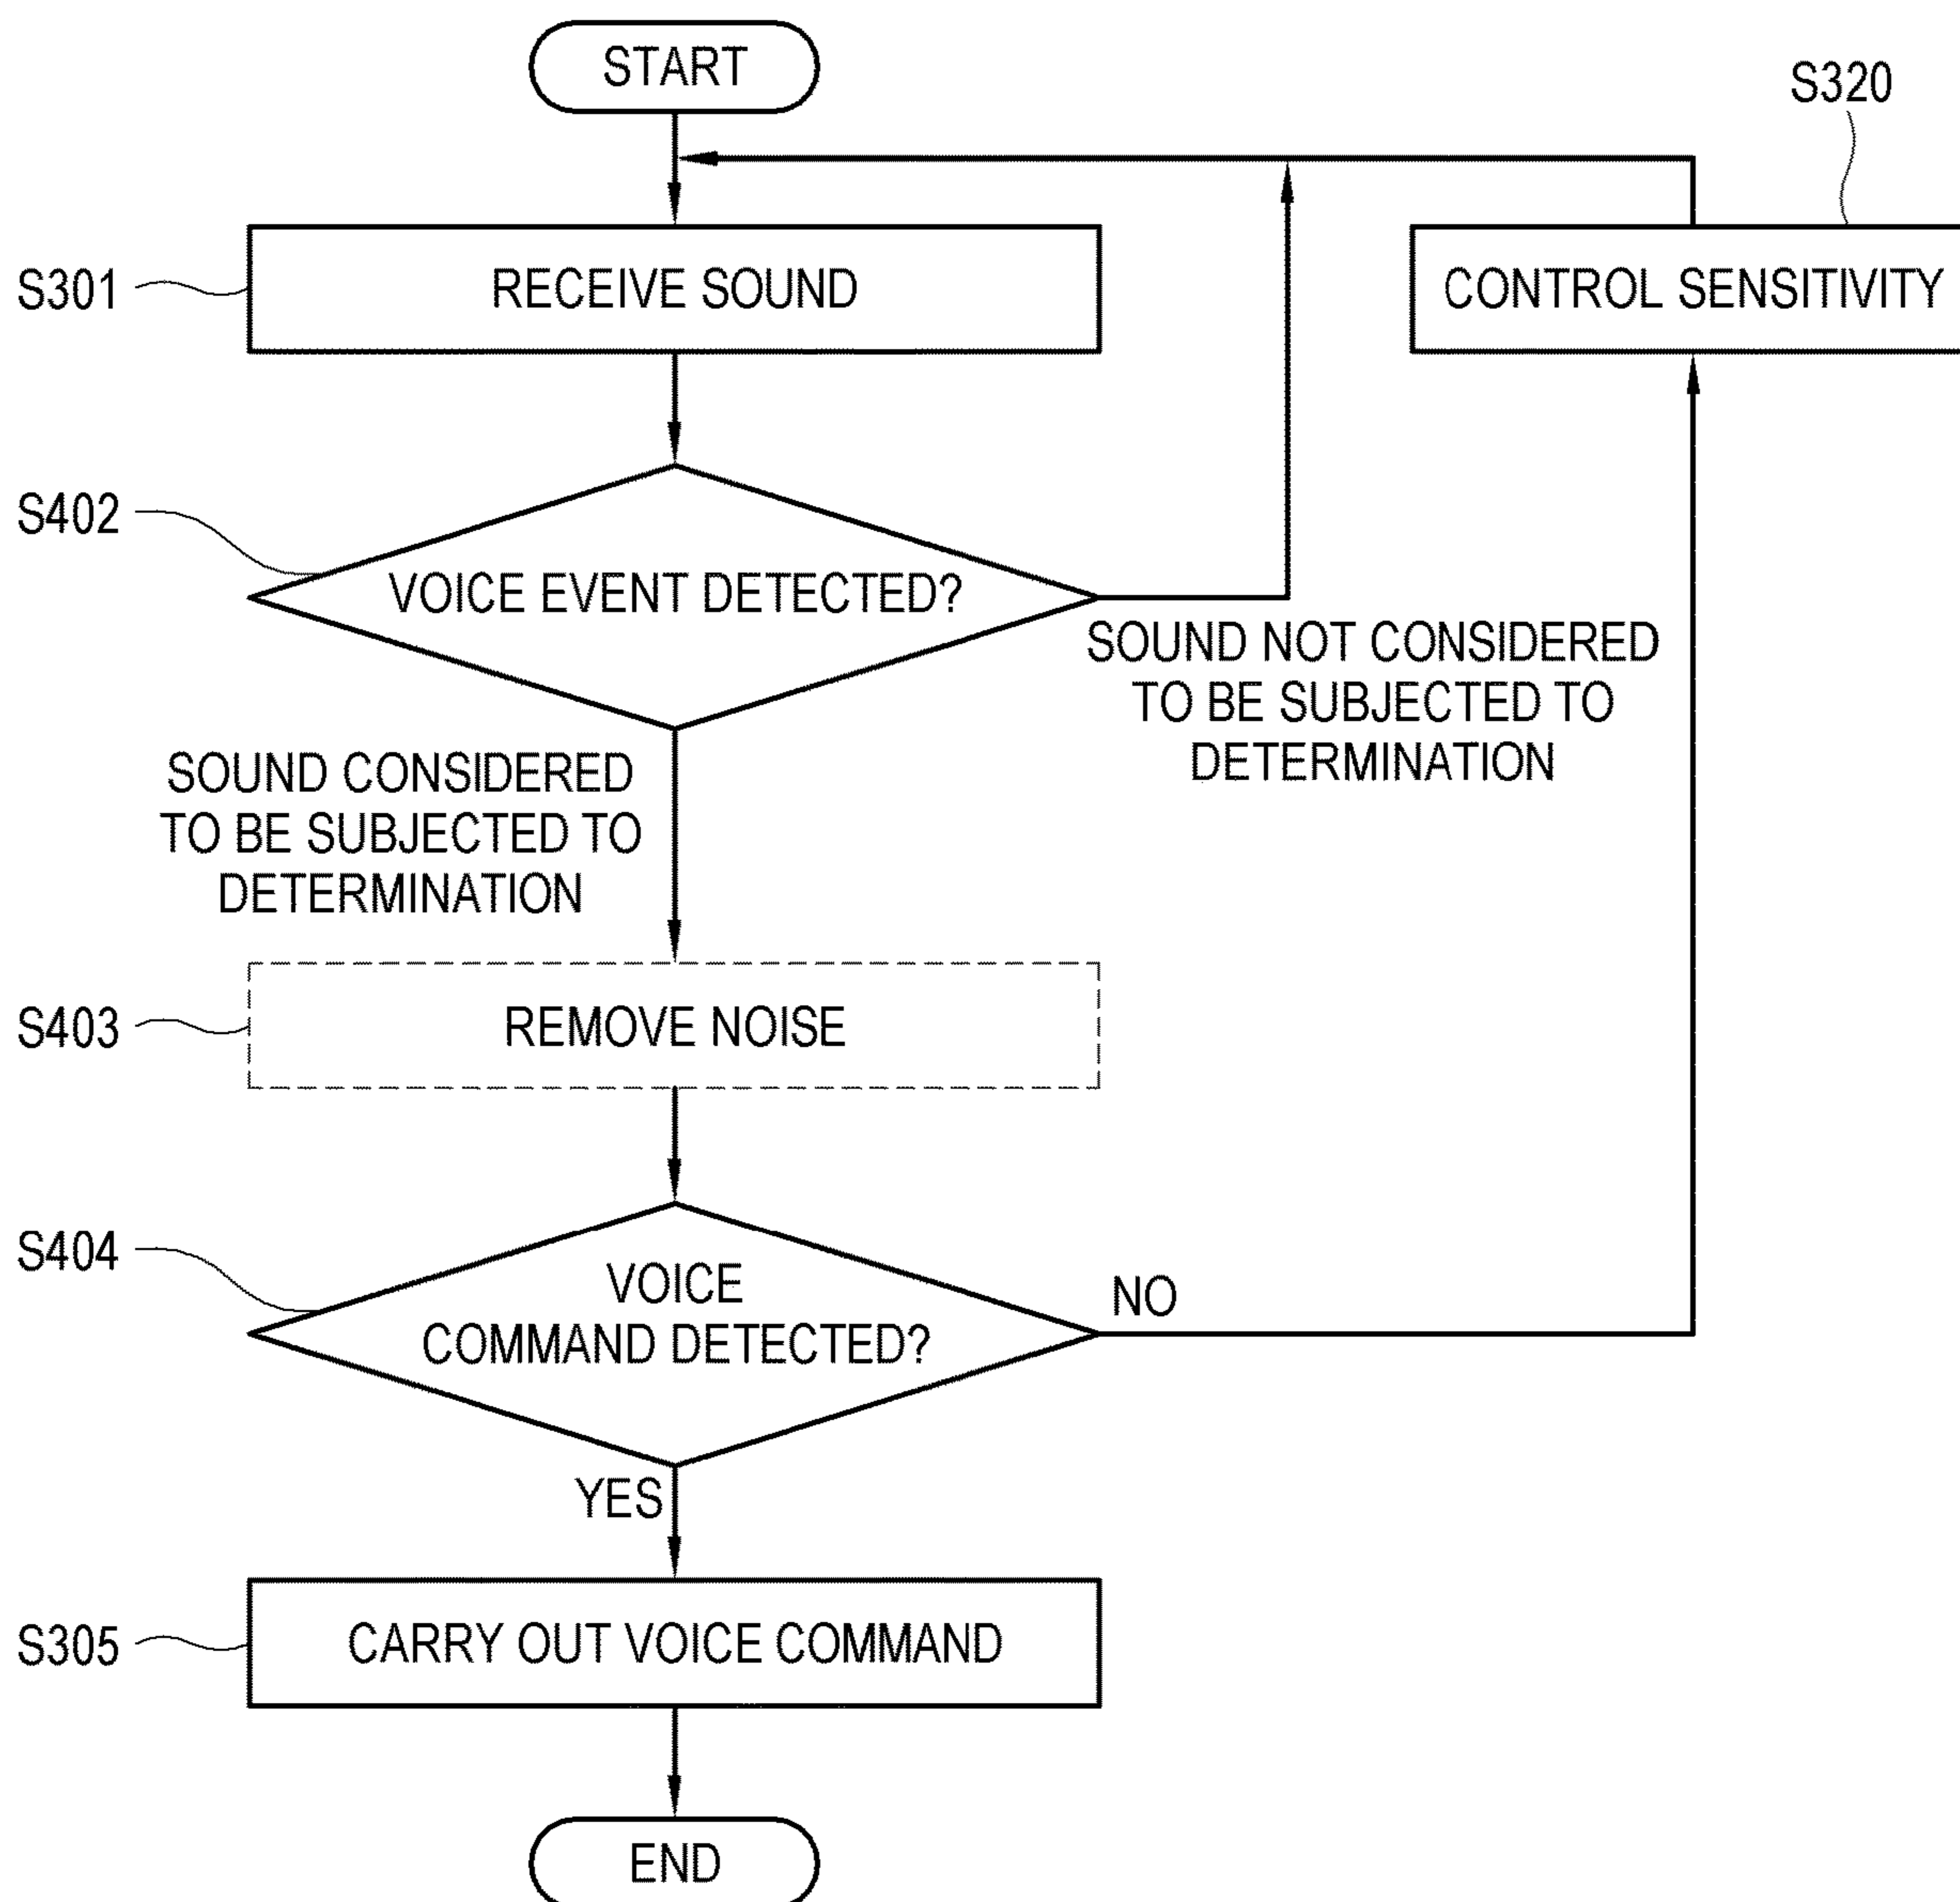 START
S320
S301
RECEIVE SOUND
CONTROL SENSITIVITY
S402
VOICE EVENT DETECTED?
SOUND NOT CONSIDERED
TO BE SUBJECTED TO
DETERMINATION
SOUND CONSIDERED
TO BE SUBJECTED TO
DETERMINATION
S403
REMOVE NOISE
S404
VOICE
COMMAND DETECTED?
NO
YES
S305
CARRY OUT VOICE COMMAND
END